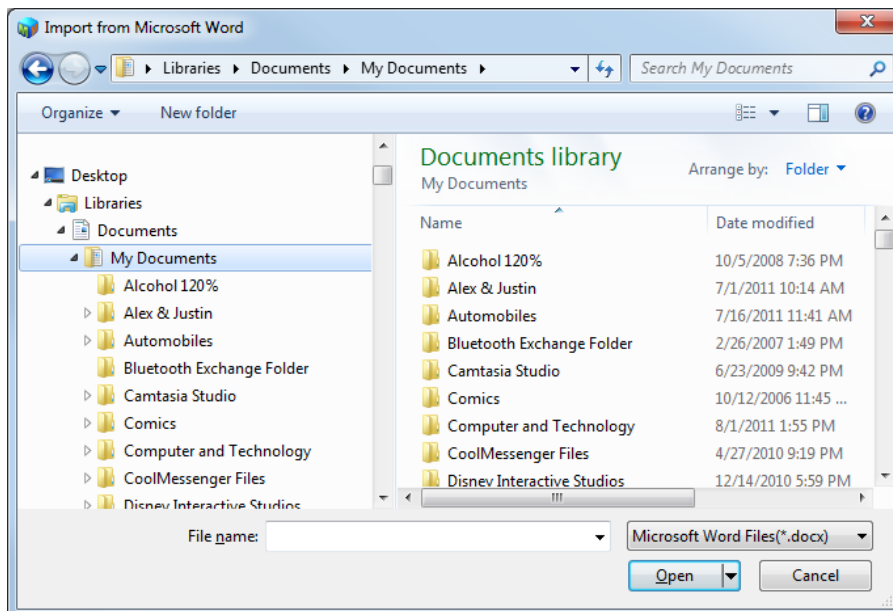 Import from Microsoft Word
Libraries Documents My Documents Search My Documents
Organize New folder
Desktop
Libraries
Documents
My Documents
Alcohol 120%
Alex & Justin
Automobiles
Bluetooth Exchange Folder
Camtasia Studio
Comics
Computer and Technology
CoolMessenger Files
Disney Interactive Studios
Documents library
My Documents
Arrange by: Folder
Name Date modified
Alcohol 120% 10/5/2008 7:36 PM
Alex & Justin 7/1/2011 10:14 AM
Automobiles 7/16/2011 11:41 AM
Bluetooth Exchange Folder 2/26/2007 1:49 PM
Camtasia Studio 6/23/2009 9:42 PM
Comics 10/12/2006 11:45 ...
Computer and Technology 8/1/2011 1:55 PM
CoolMessenger Files 4/27/2010 9:19 PM
Disney Interactive Studios 12/14/2010 5:59 PM
File name: Microsoft Word Files(*.docx)
Open Cancel